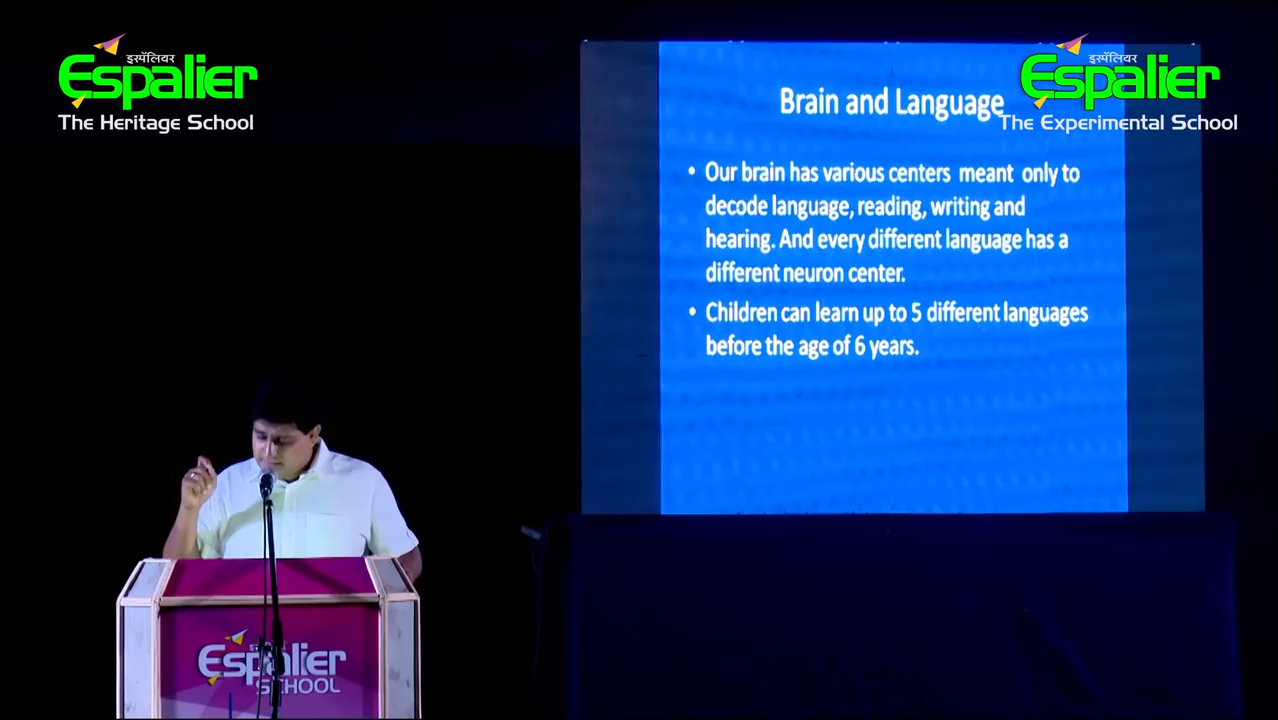 इस्पॅलियर
Espalier
The Heritage School
इस्पॅलियर
Espalier
The Experimental School
Brain and Language
• Our brain has various centers meant only to
decode language, reading, writing and
hearing. And every different language has a
different neuron center.
• Children can learn up to 5 different languages
before the age of 6 years.
Espalier
SCHOOL